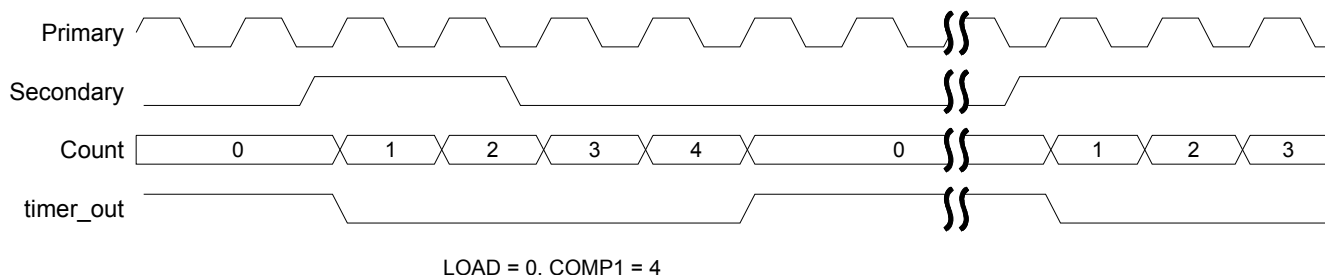 Primary
Secondary
Count 0 1 2 3 4 0 1 2 3
timer_out
LOAD = 0, COMP1 = 4